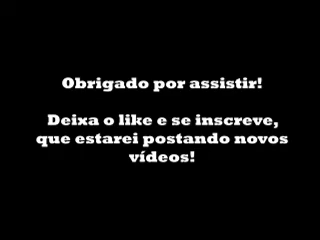 Obrigado por assistir!
Deixa o like e se inscreve,
que estarei postando novos
vídeos!